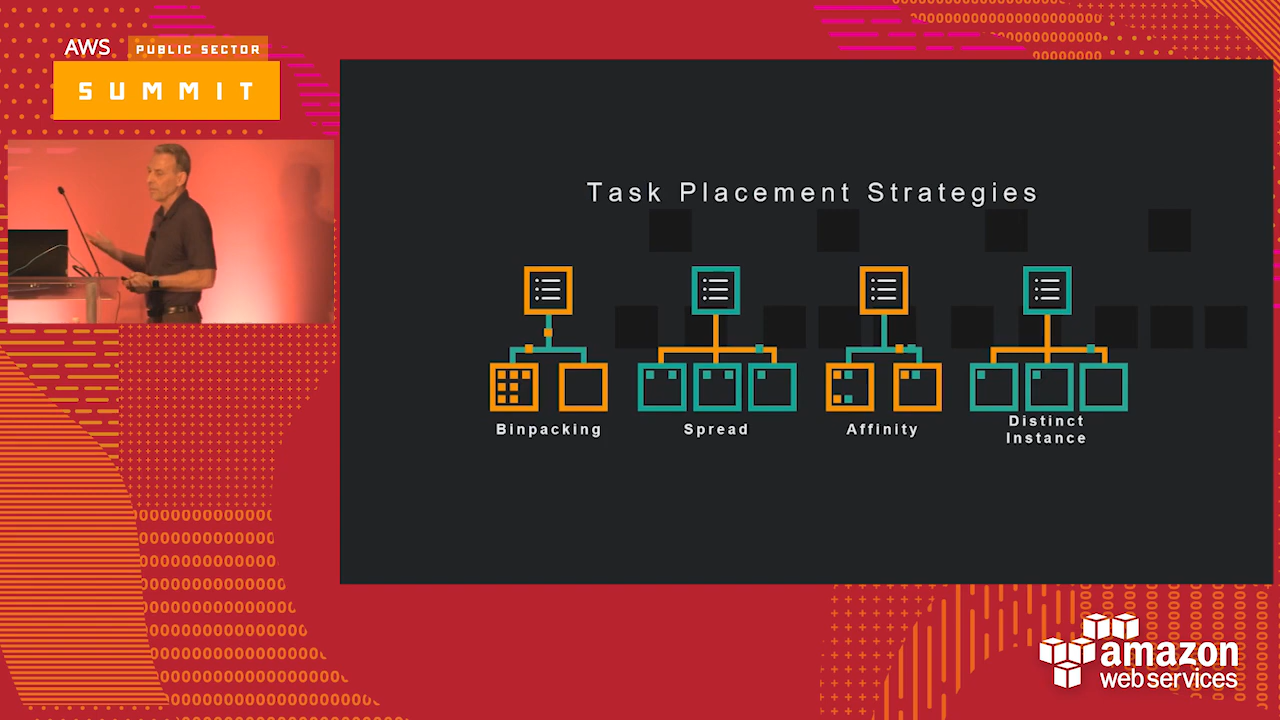 AWS PUBLIC SECTOR
SUMMIT
Task Placement Strategies
Binpacking
Spread
Affinity
Distinct
Instance
amazon
web services